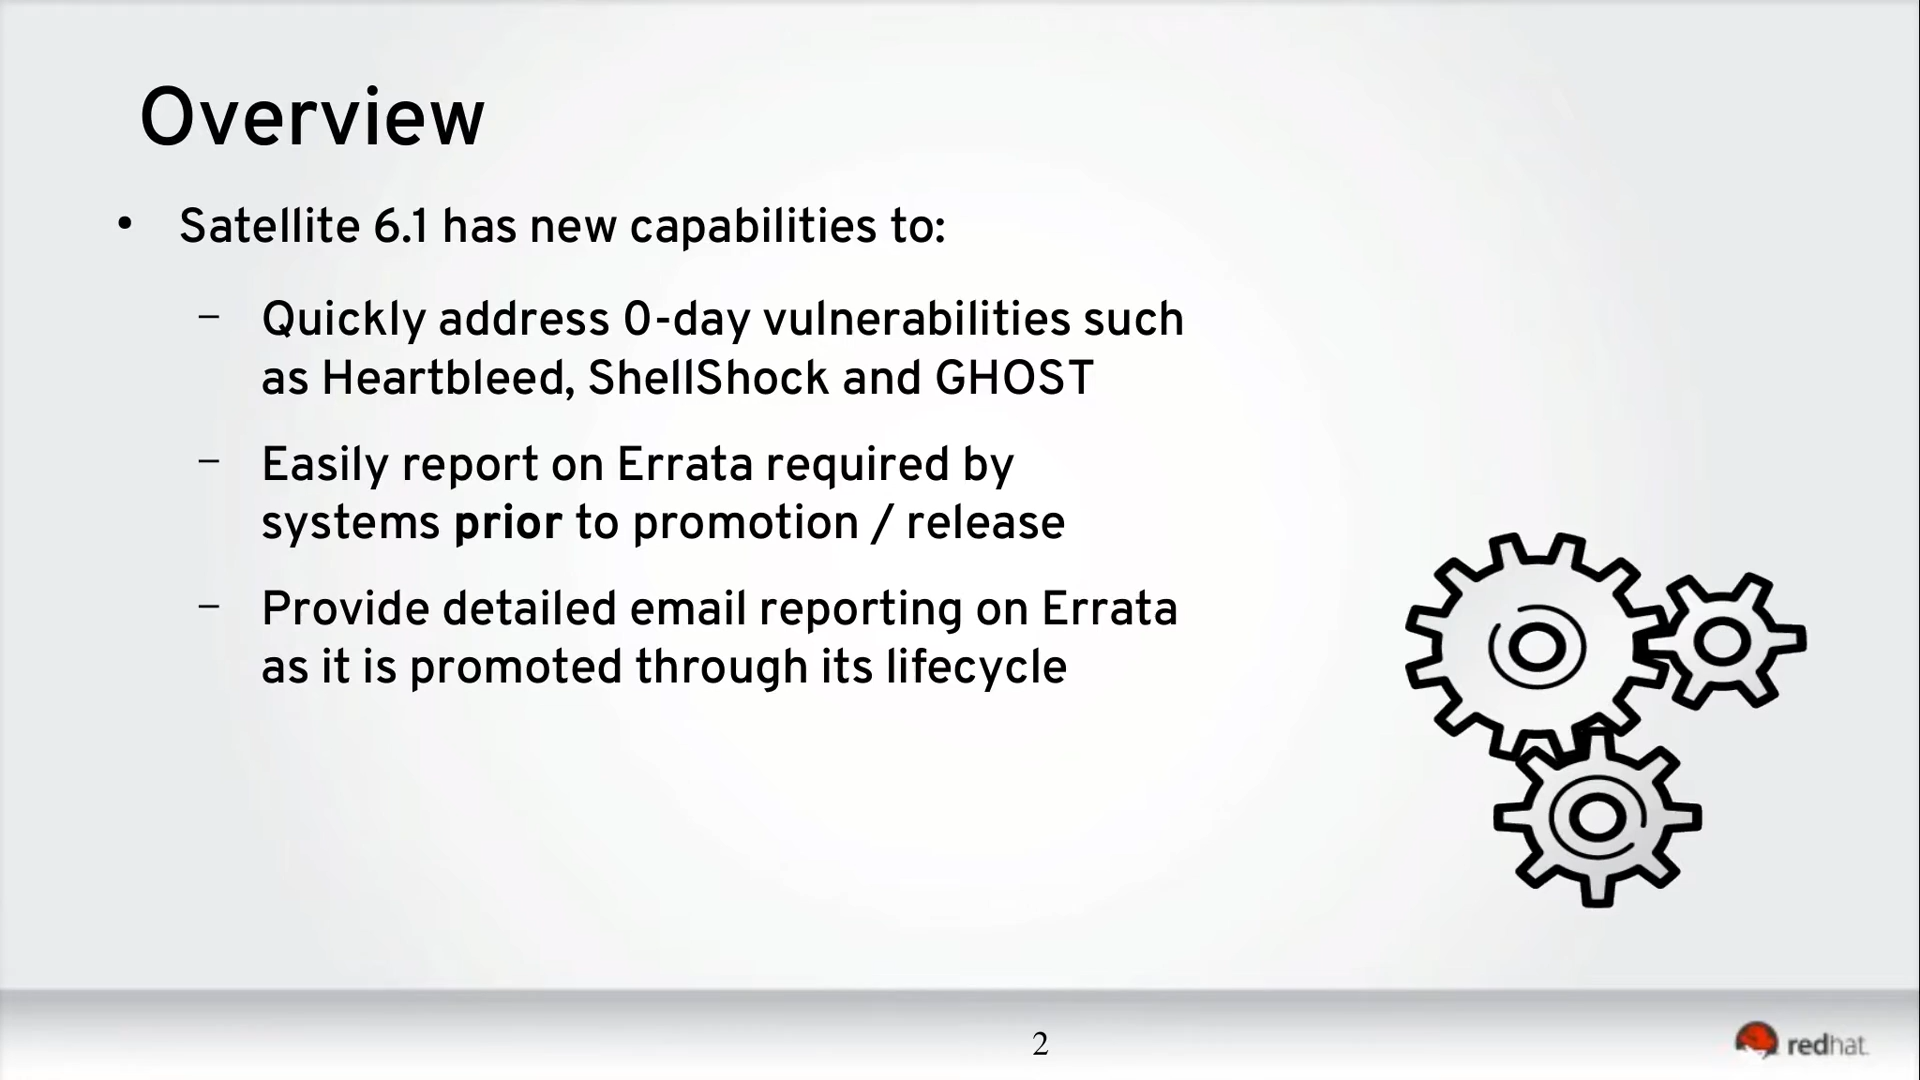 Overview
• Satellite 6.1 has new capabilities to:
– Quickly address 0-day vulnerabilities such
as Heartbleed, ShellShock and GHOST
– Easily report on Errata required by
systems prior to promotion / release
– Provide detailed email reporting on Errata
as it is promoted through its lifecycle
2
redhat.